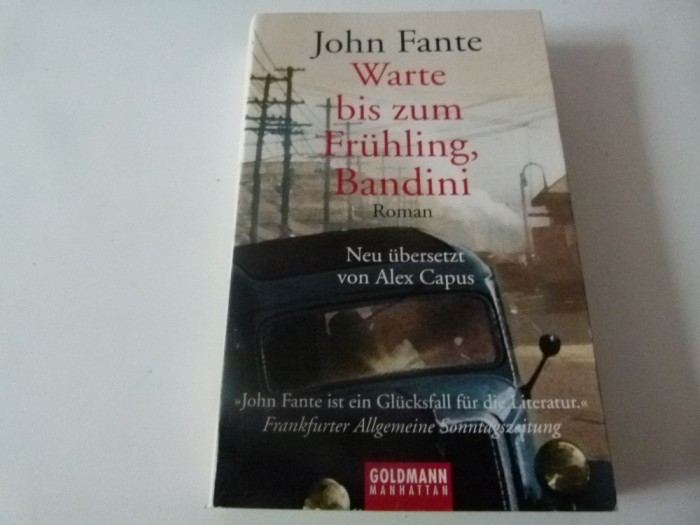 John Fante
Warte
bis zum
Frühling,
Bandini
Roman
Neu übersetzt
von Alex Capus
»John Fante ist ein Glücksfall für die Literatur.«
Frankfurter Allgemeine Sonntagszeitung
GOLDMANN
MANHATTAN